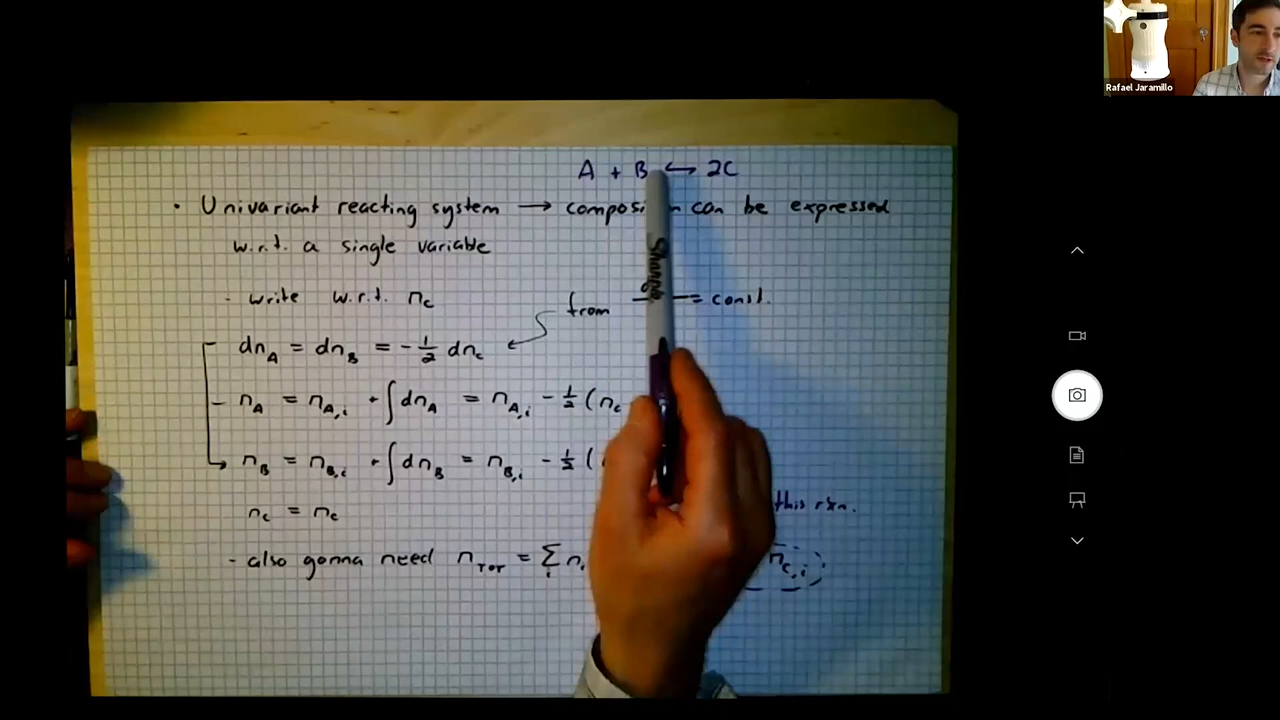 Rafael Jaramillo
A + B ⟷ 2C
• Univariant reacting system → can be expressed
w.r.t. a single variable
- write w.r.t. n_C
from = const.
dn_A = dn_B = -1/2 dn_C
n_A = n_A,i + ∫dn_A = n_A,i - 1/2 (n_C
n_B = n_B,i + ∫dn_B = n_B,i - 1/2 (
n_C = n_C
this rxn.
- also gonna need n_TOT = Σ_i n_i n_C,i
Sharpie